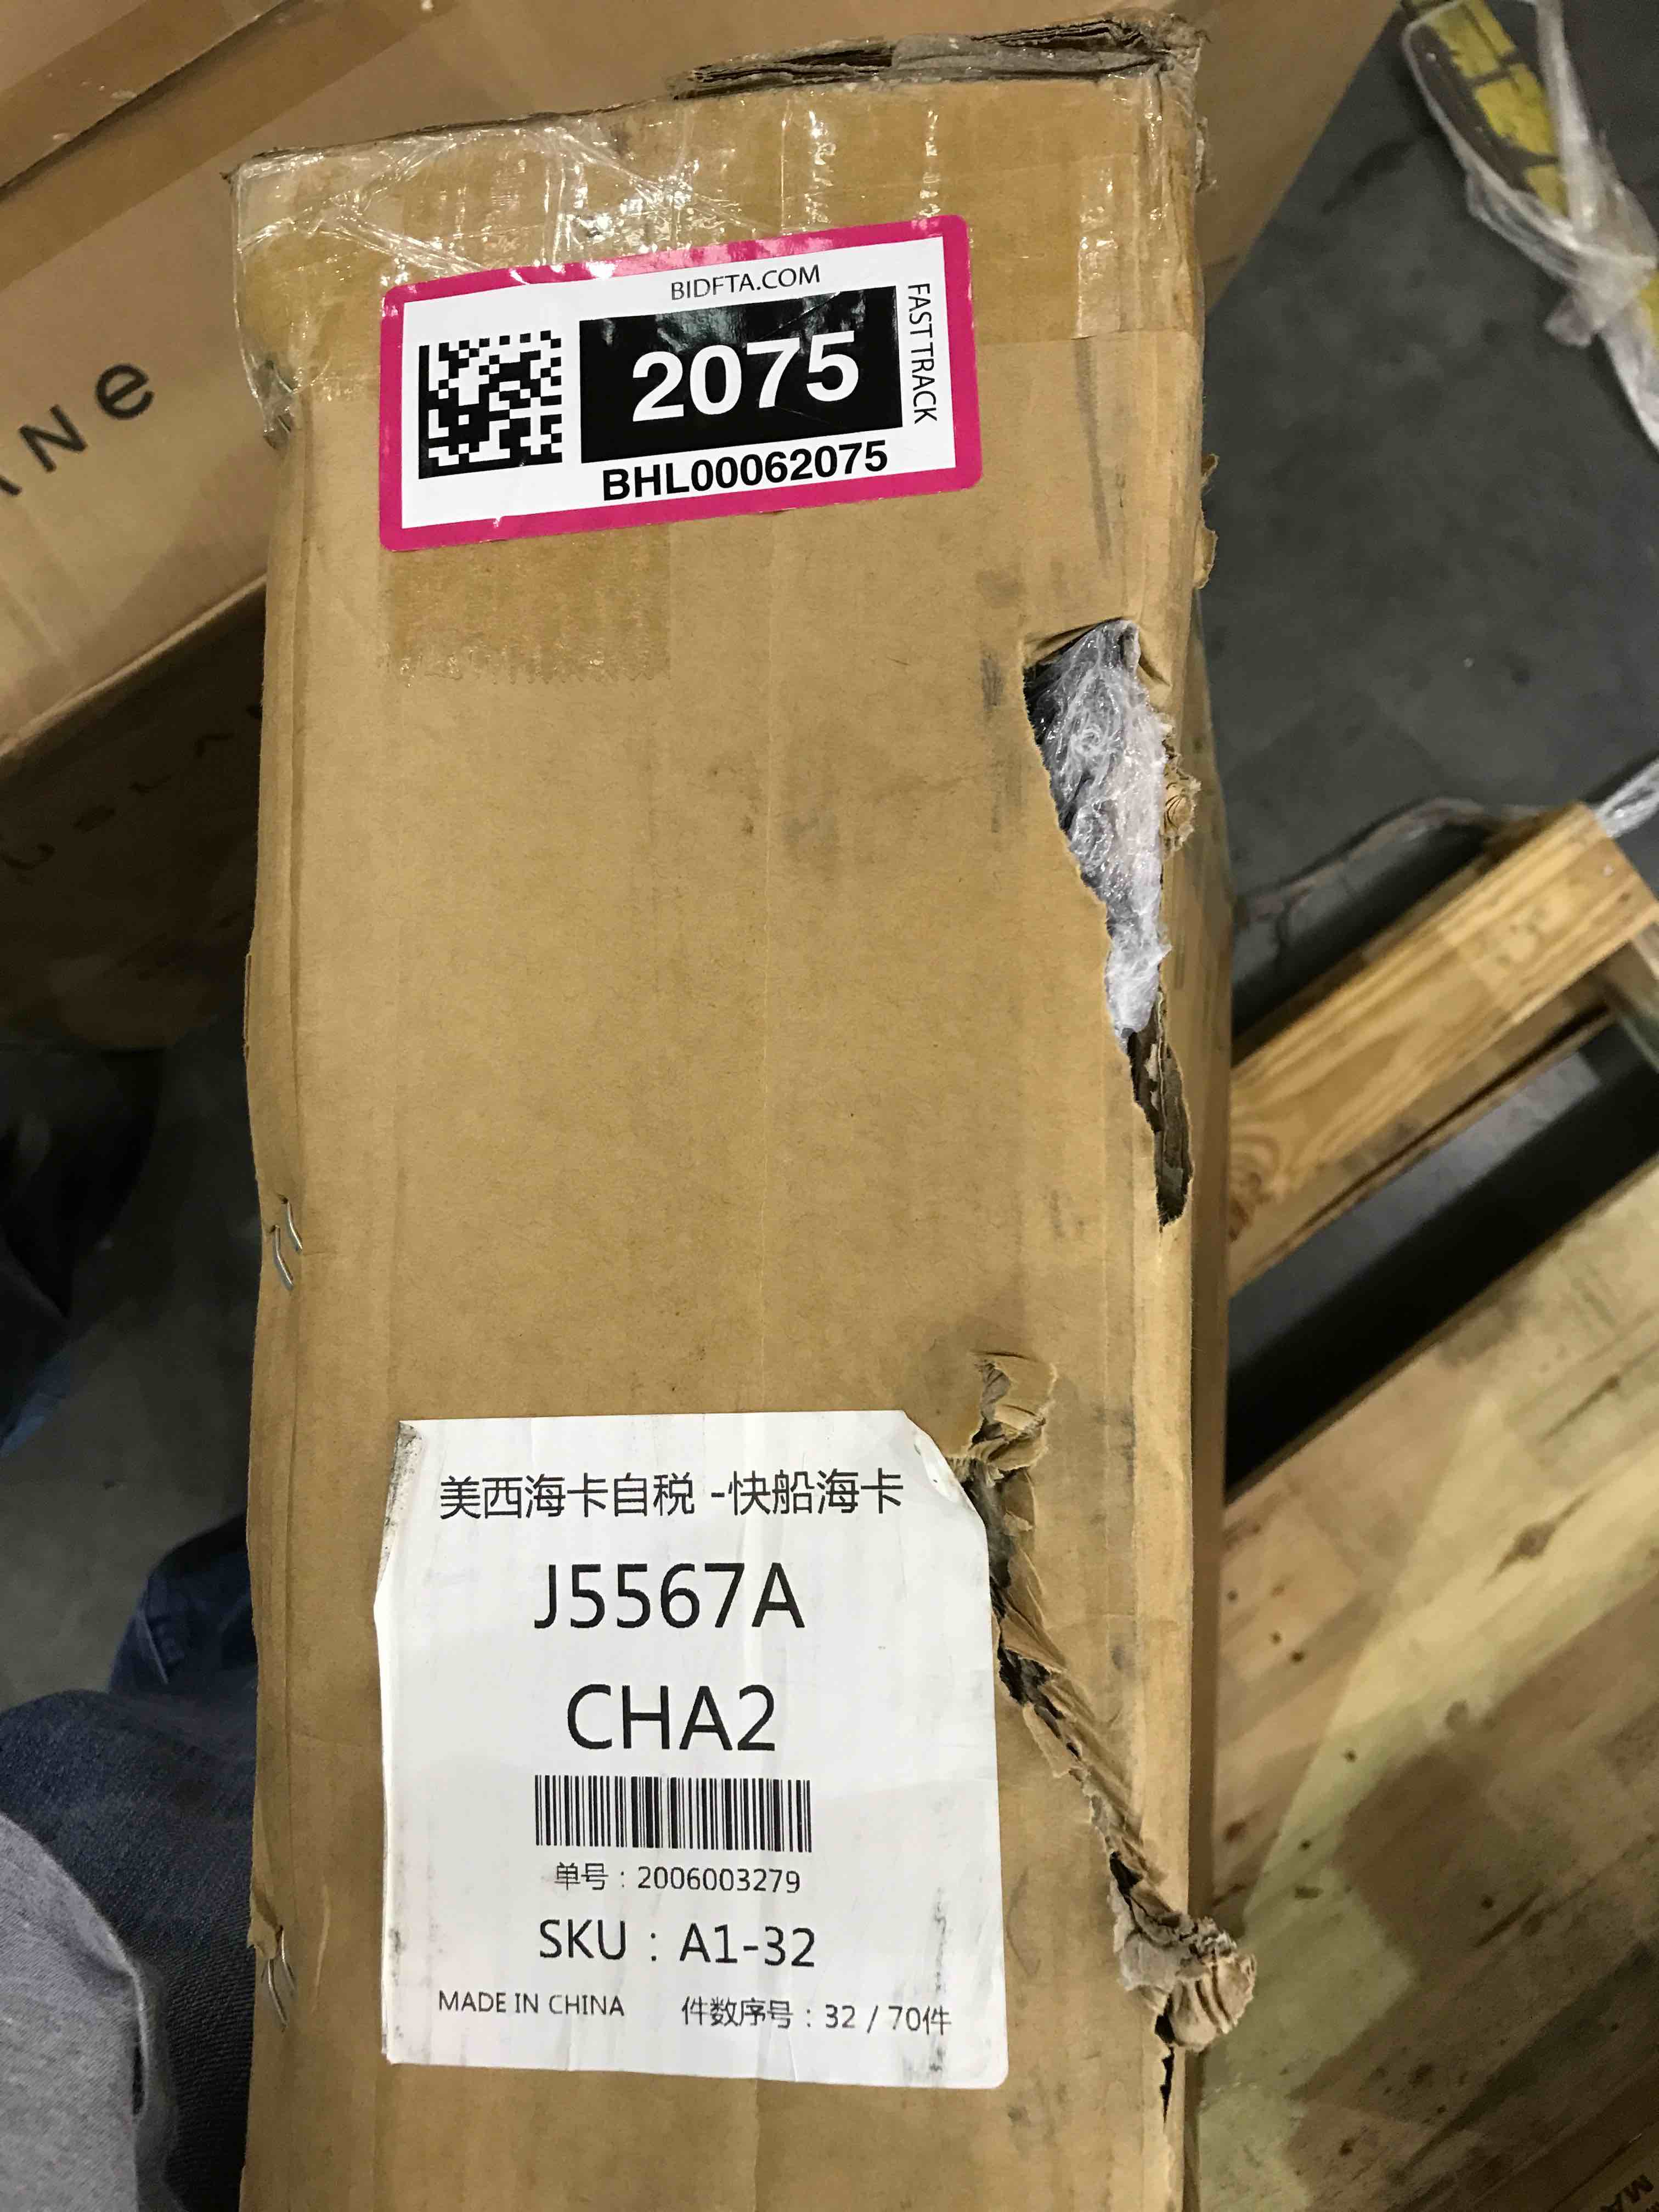 BIDFTA.COM
2075
FAST TRACK
BHL00062075
iNe
美西海卡自税 -快船海卡
J5567A
CHA2
单号：2006003279
SKU：A1-32
MADE IN CHINA 件数序号：32 / 70件